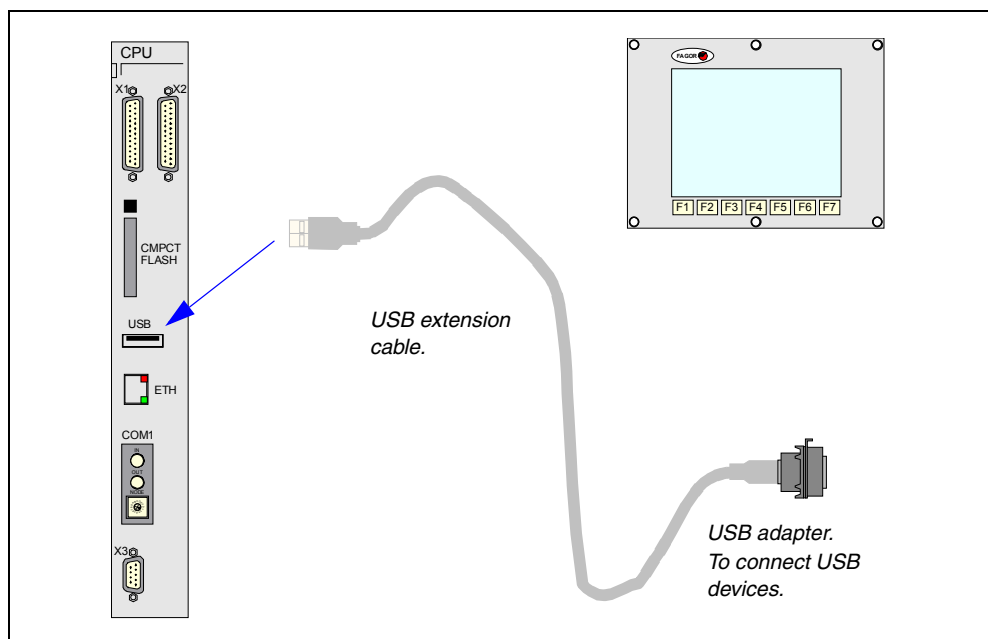 CPU
X1 X2
CMPCT
FLASH
USB
ETH
COM1
IN
OUT
NODE
X3
FAGOR
F1 F2 F3 F4 F5 F6 F7
USB extension
cable.
USB adapter.
To connect USB
devices.